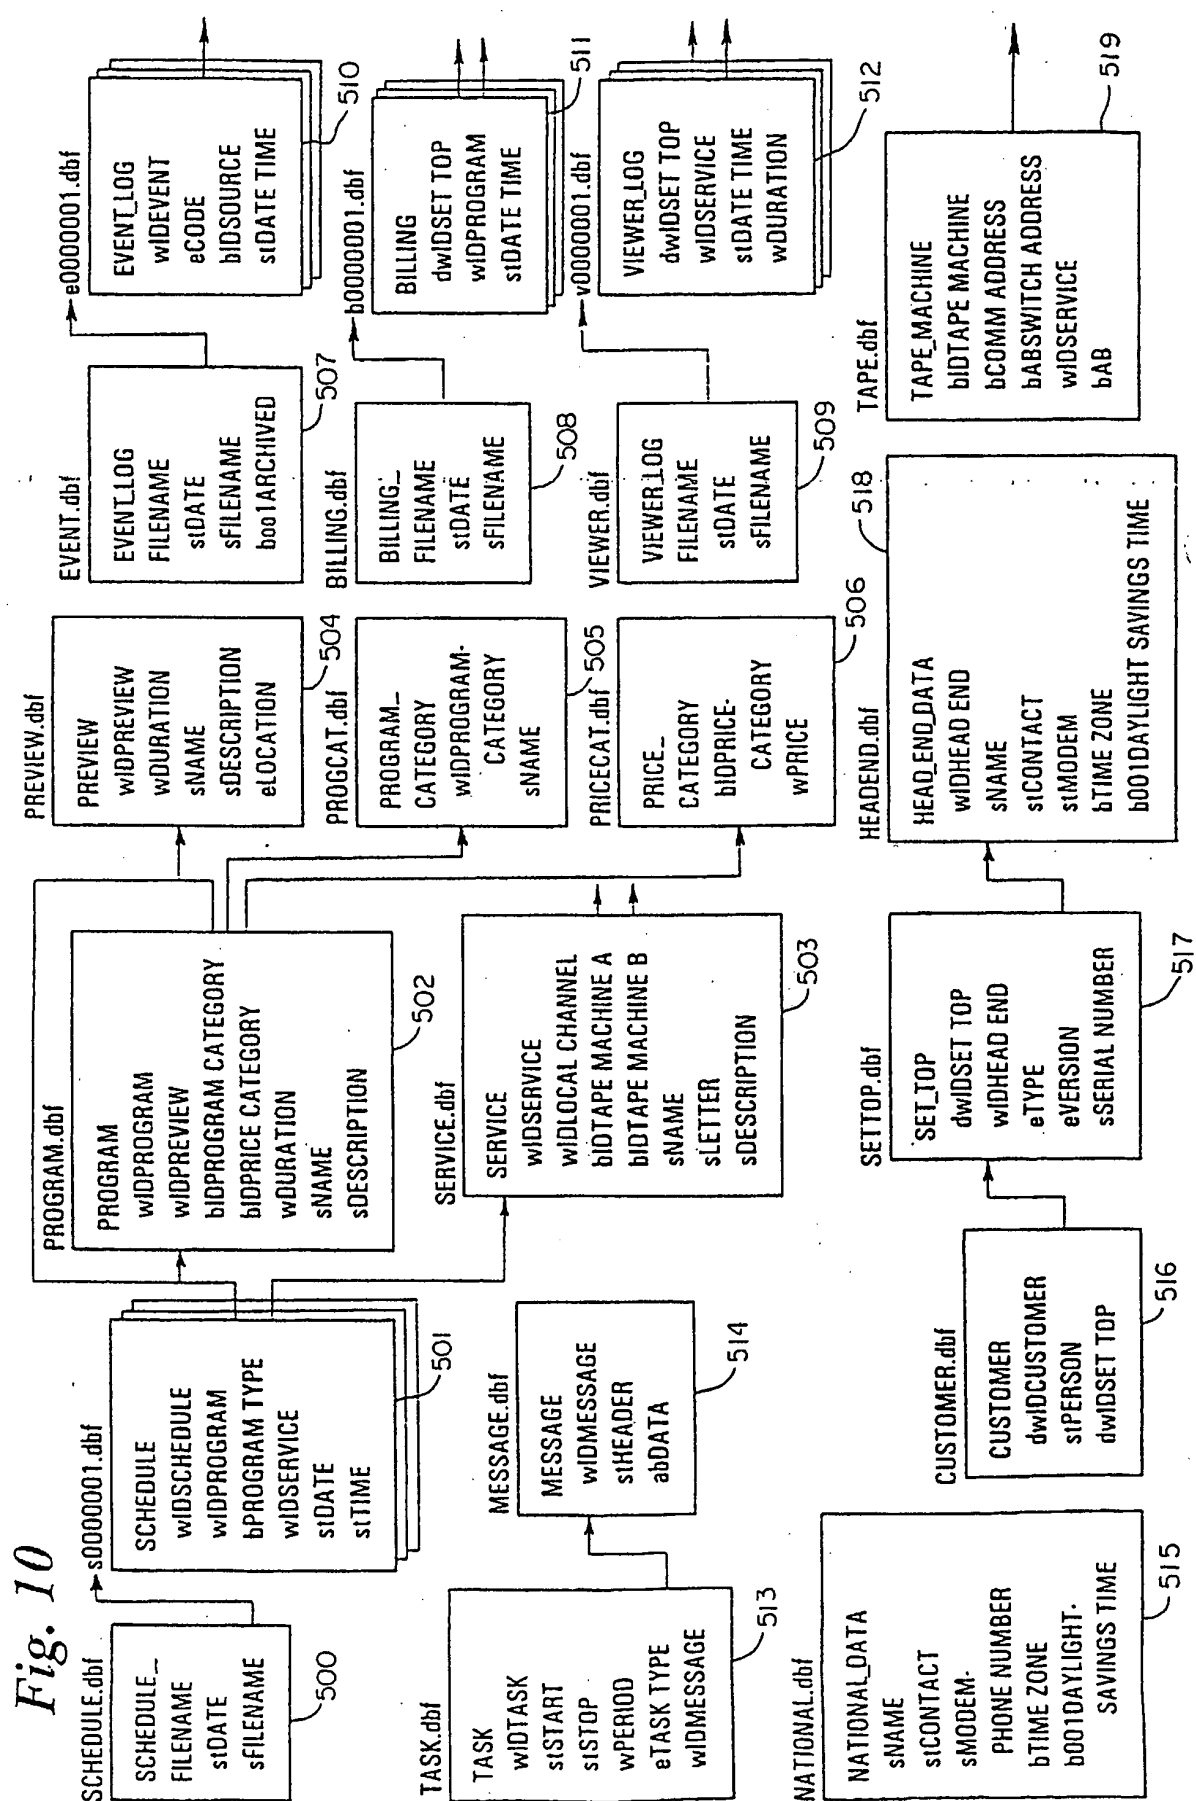 Fig. 10
SCHEDULE.dbf
SCHEDULE_
FILENAME
stDATE
sFILENAME
500
s0000001.dbf
SCHEDULE
wIDSCHEDULE
wIDPROGRAM
bPROGRAM TYPE
wIDSERVICE
stDATE
stTIME
501
PROGRAM.dbf
PROGRAM
wIDPROGRAM
wIDPREVIEW
bIDPROGRAM CATEGORY
bIDPRICE CATEGORY
wDURATION
sNAME
sDESCRIPTION
502
PREVIEW.dbf
PREVIEW
wIDPREVIEW
wDURATION
sNAME
sDESCRIPTION
eLOCATION
504
EVENT.dbf
EVENT_LOG
FILENAME
stDATE
sFILENAME
boo1ARCHIVED
507
e0000001.dbf
EVENT_LOG
wIDEVENT
eCODE
bIDSOURCE
stDATE TIME
510
PROGCAT.dbf
PROGRAM_
CATEGORY
wIDPROGRAM-
CATEGORY
sNAME
505
BILLING.dbf
BILLING_
FILENAME
stDATE
sFILENAME
508
b0000001.dbf
BILLING
dwIDSET TOP
wIDPROGRAM
stDATE TIME
511
TASK.dbf
TASK
wIDTASK
stSTART
stSTOP
wPERIOD
eTASK TYPE
wIDMESSAGE
513
MESSAGE.dbf
MESSAGE
wIDMESSAGE
stHEADER
abDATA
514
SERVICE.dbf
SERVICE
wIDSERVICE
wIDLOCAL CHANNEL
bIDTAPE MACHINE A
bIDTAPE MACHINE B
sNAME
sLETTER
sDESCRIPTION
503
PRICECAT.dbf
PRICE_
CATEGORY
bIDPRICE-
CATEGORY
wPRICE
506
VIEWER.dbf
VIEWER_LOG
FILENAME
stDATE
sFILENAME
509
v0000001.dbf
VIEWER_LOG
dwIDSET TOP
wIDSERVICE
stDATE TIME
wDURATION
512
NATIONAL.dbf
NATIONAL_DATA
sNAME
stCONTACT
sMODEM-
PHONE NUMBER
bTIME ZONE
b001DAYLIGHT-
SAVINGS TIME
515
CUSTOMER.dbf
CUSTOMER
dwIDCUSTOMER
stPERSON
dwIDSET TOP
516
SETTOP.dbf
SET_TOP
dwIDSET TOP
wIDHEAD END
eTYPE
eVERSION
sSERIAL NUMBER
517
HEADEND.dbf
HEAD_END_DATA
wIDHEAD END
sNAME
stCONTACT
stMODEM
bTIME ZONE
b001DAYLIGHT SAVINGS TIME
518
TAPE.dbf
TAPE_MACHINE
bIDTAPE MACHINE
bCOMM ADDRESS
bABSWITCH ADDRESS
wIDSERVICE
bAB
519